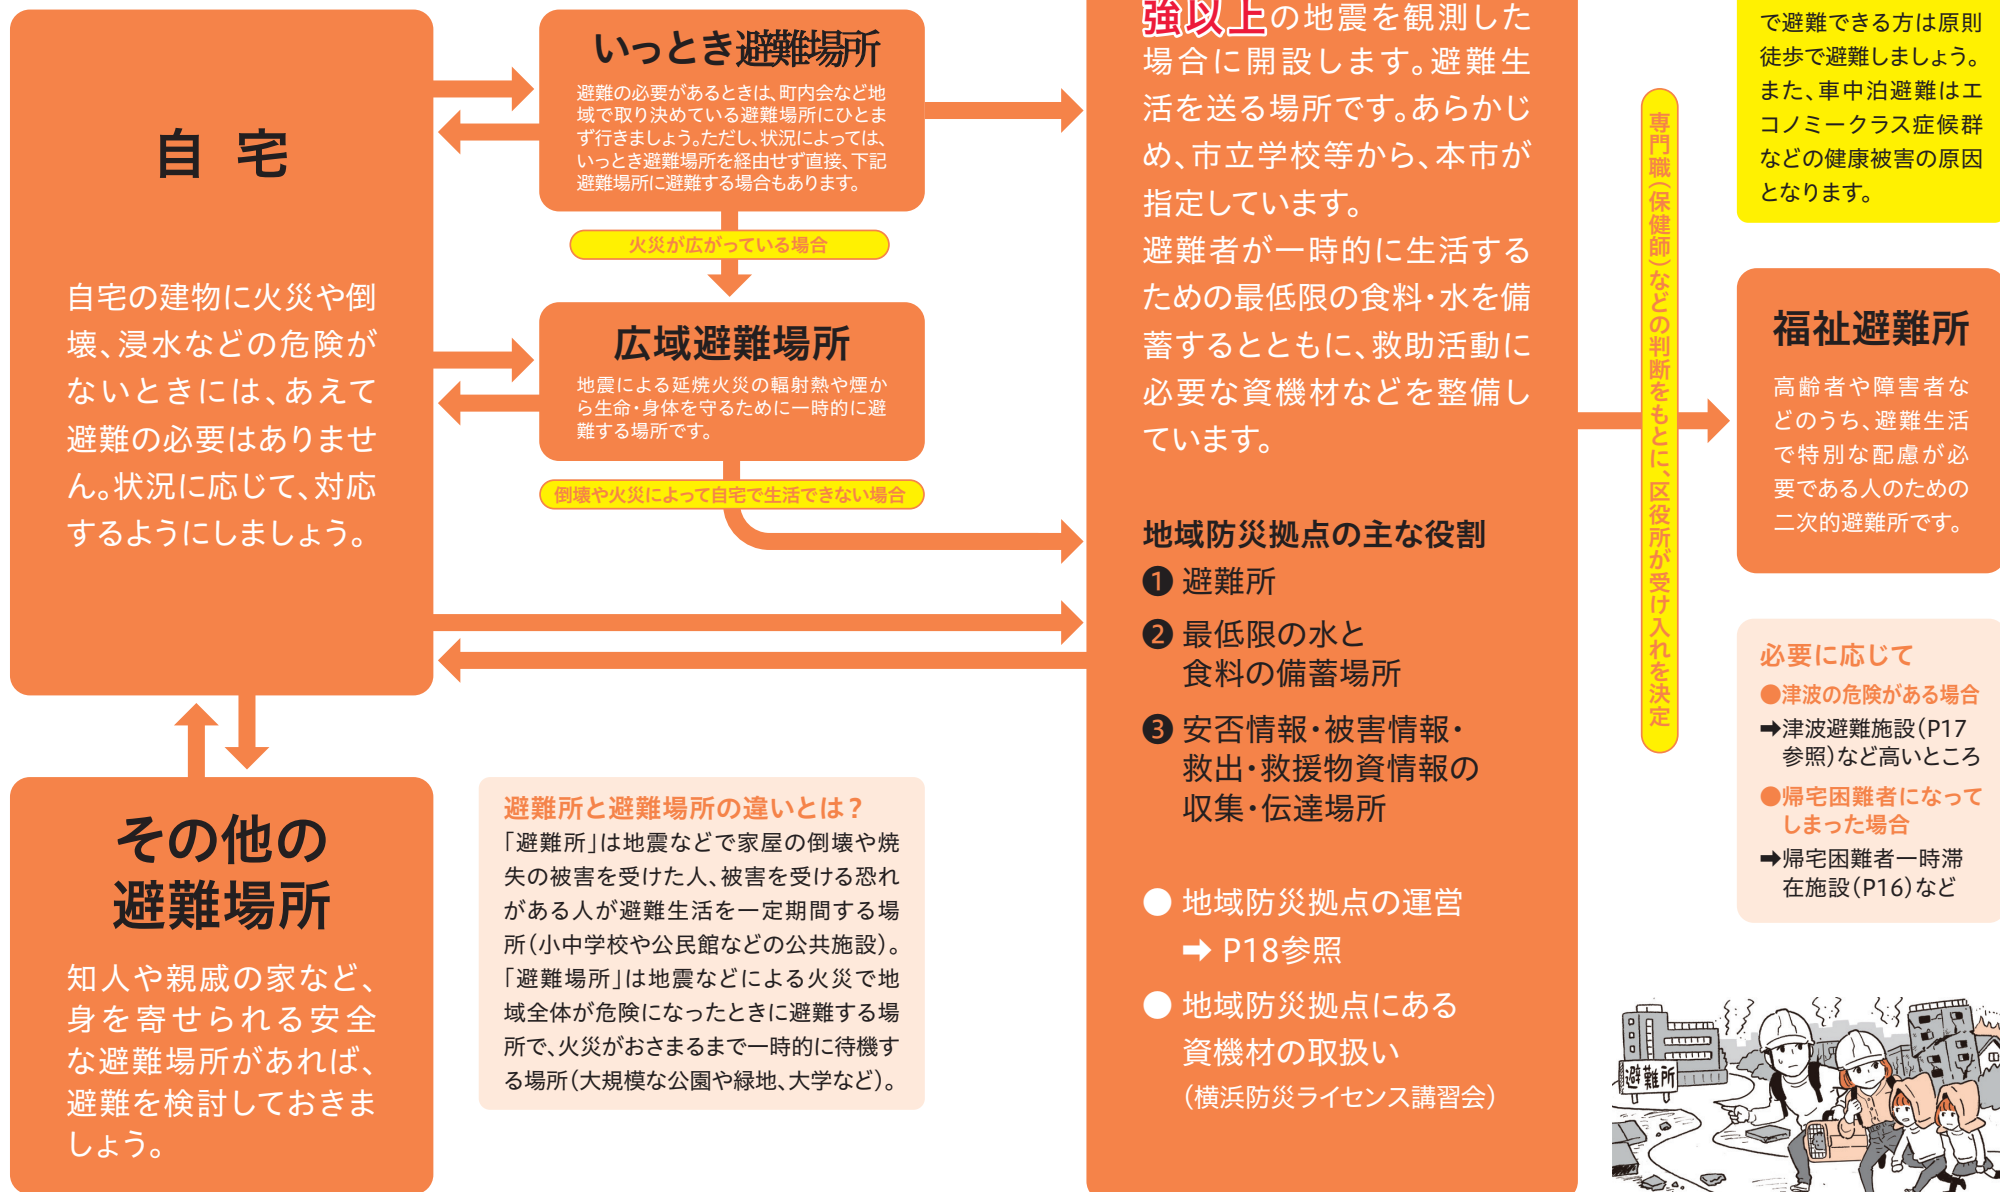 自 宅
自宅の建物に火災や倒
壊、浸水などの危険が
ないときには、あえて
避難の必要はありませ
ん。状況に応じて、対応
するようにしましょう。
いっとき避難場所
避難の必要があるときは、町内会など地
域で取り決めている避難場所にひとま
ず行きましょう。ただし、状況によっては、
いっとき避難場所を経由せず直接、下記
避難場所に避難する場合もあります。
火災が広がっている場合
広域避難場所
地震による延焼火災の輻射熱や煙か
ら生命・身体を守るために一時的に避
難する場所です。
倒壊や火災によって自宅で生活できない場合
その他の
避難場所
知人や親戚の家など、
身を寄せられる安全
な避難場所があれば、
避難を検討しておきま
しょう。
避難所と避難場所の違いとは？
「避難所」は地震などで家屋の倒壊や焼
失の被害を受けた人、被害を受ける恐れ
がある人が避難生活を一定期間する場
所（小中学校や公民館などの公共施設）。
「避難場所」は地震などによる火災で地
域全体が危険になったときに避難する場
所で、火災がおさまるまで一時的に待機す
る場所（大規模な公園や緑地、大学など）。
強以上の地震を観測した
場合に開設します。避難生
活を送る場所です。あらかじ
め、市立学校等から、本市が
指定しています。
避難者が一時的に生活する
ための最低限の食料・水を備
蓄するとともに、救助活動に
必要な資機材などを整備し
ています。
地域防災拠点の主な役割
❶ 避難所
❷ 最低限の水と
食料の備蓄場所
❸ 安否情報・被害情報・
救出・救援物資情報の
収集・伝達場所
● 地域防災拠点の運営
➡ P18参照
● 地域防災拠点にある
資機材の取扱い
（横浜防災ライセンス講習会）
専門職（保健師）などの判断をもとに、区役所が受け入れを決定
で避難できる方は原則
徒歩で避難しましょう。
また、車中泊避難はエ
コノミークラス症候群
などの健康被害の原因
となります。
福祉避難所
高齢者や障害者な
どのうち、避難生活
で特別な配慮が必
要である人のための
二次的避難所です。
必要に応じて
●津波の危険がある場合
➡津波避難施設（P17
参照）など高いところ
●帰宅困難者になって
しまった場合
➡帰宅困難者一時滞
在施設（P16）など
避難所